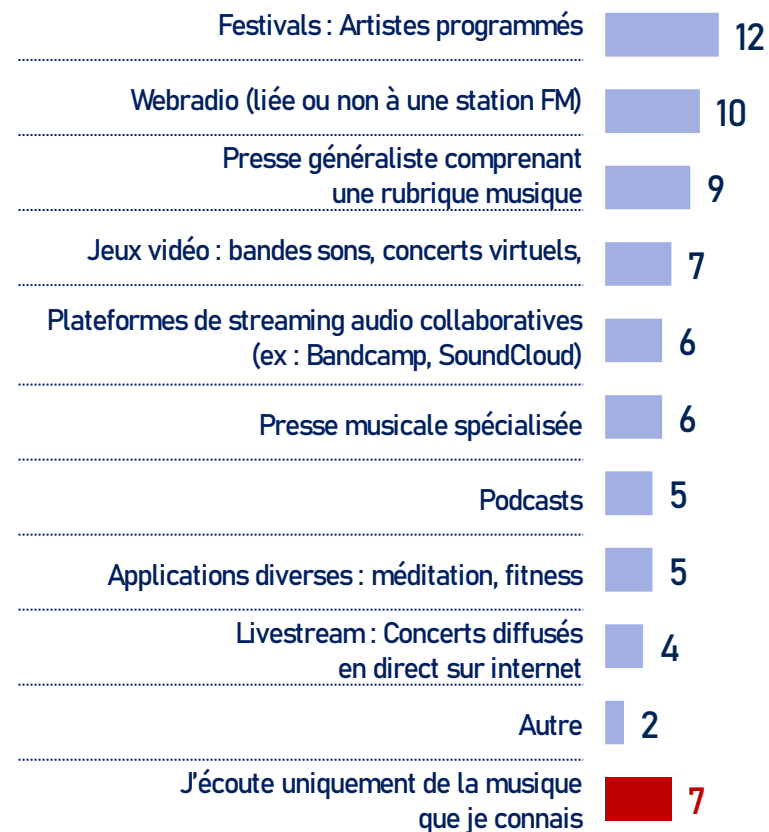 Festivals : Artistes programmés 12
Webradio (liée ou non à une station FM) 10
Presse généraliste comprenant
une rubrique musique 9
Jeux vidéo : bandes sons, concerts virtuels, 7
Plateformes de streaming audio collaboratives
(ex : Bandcamp, SoundCloud) 6
Presse musicale spécialisée 6
Podcasts 5
Applications diverses : méditation, fitness 5
Livestream : Concerts diffusés
en direct sur internet 4
Autre 2
J'écoute uniquement de la musique
que je connais 7